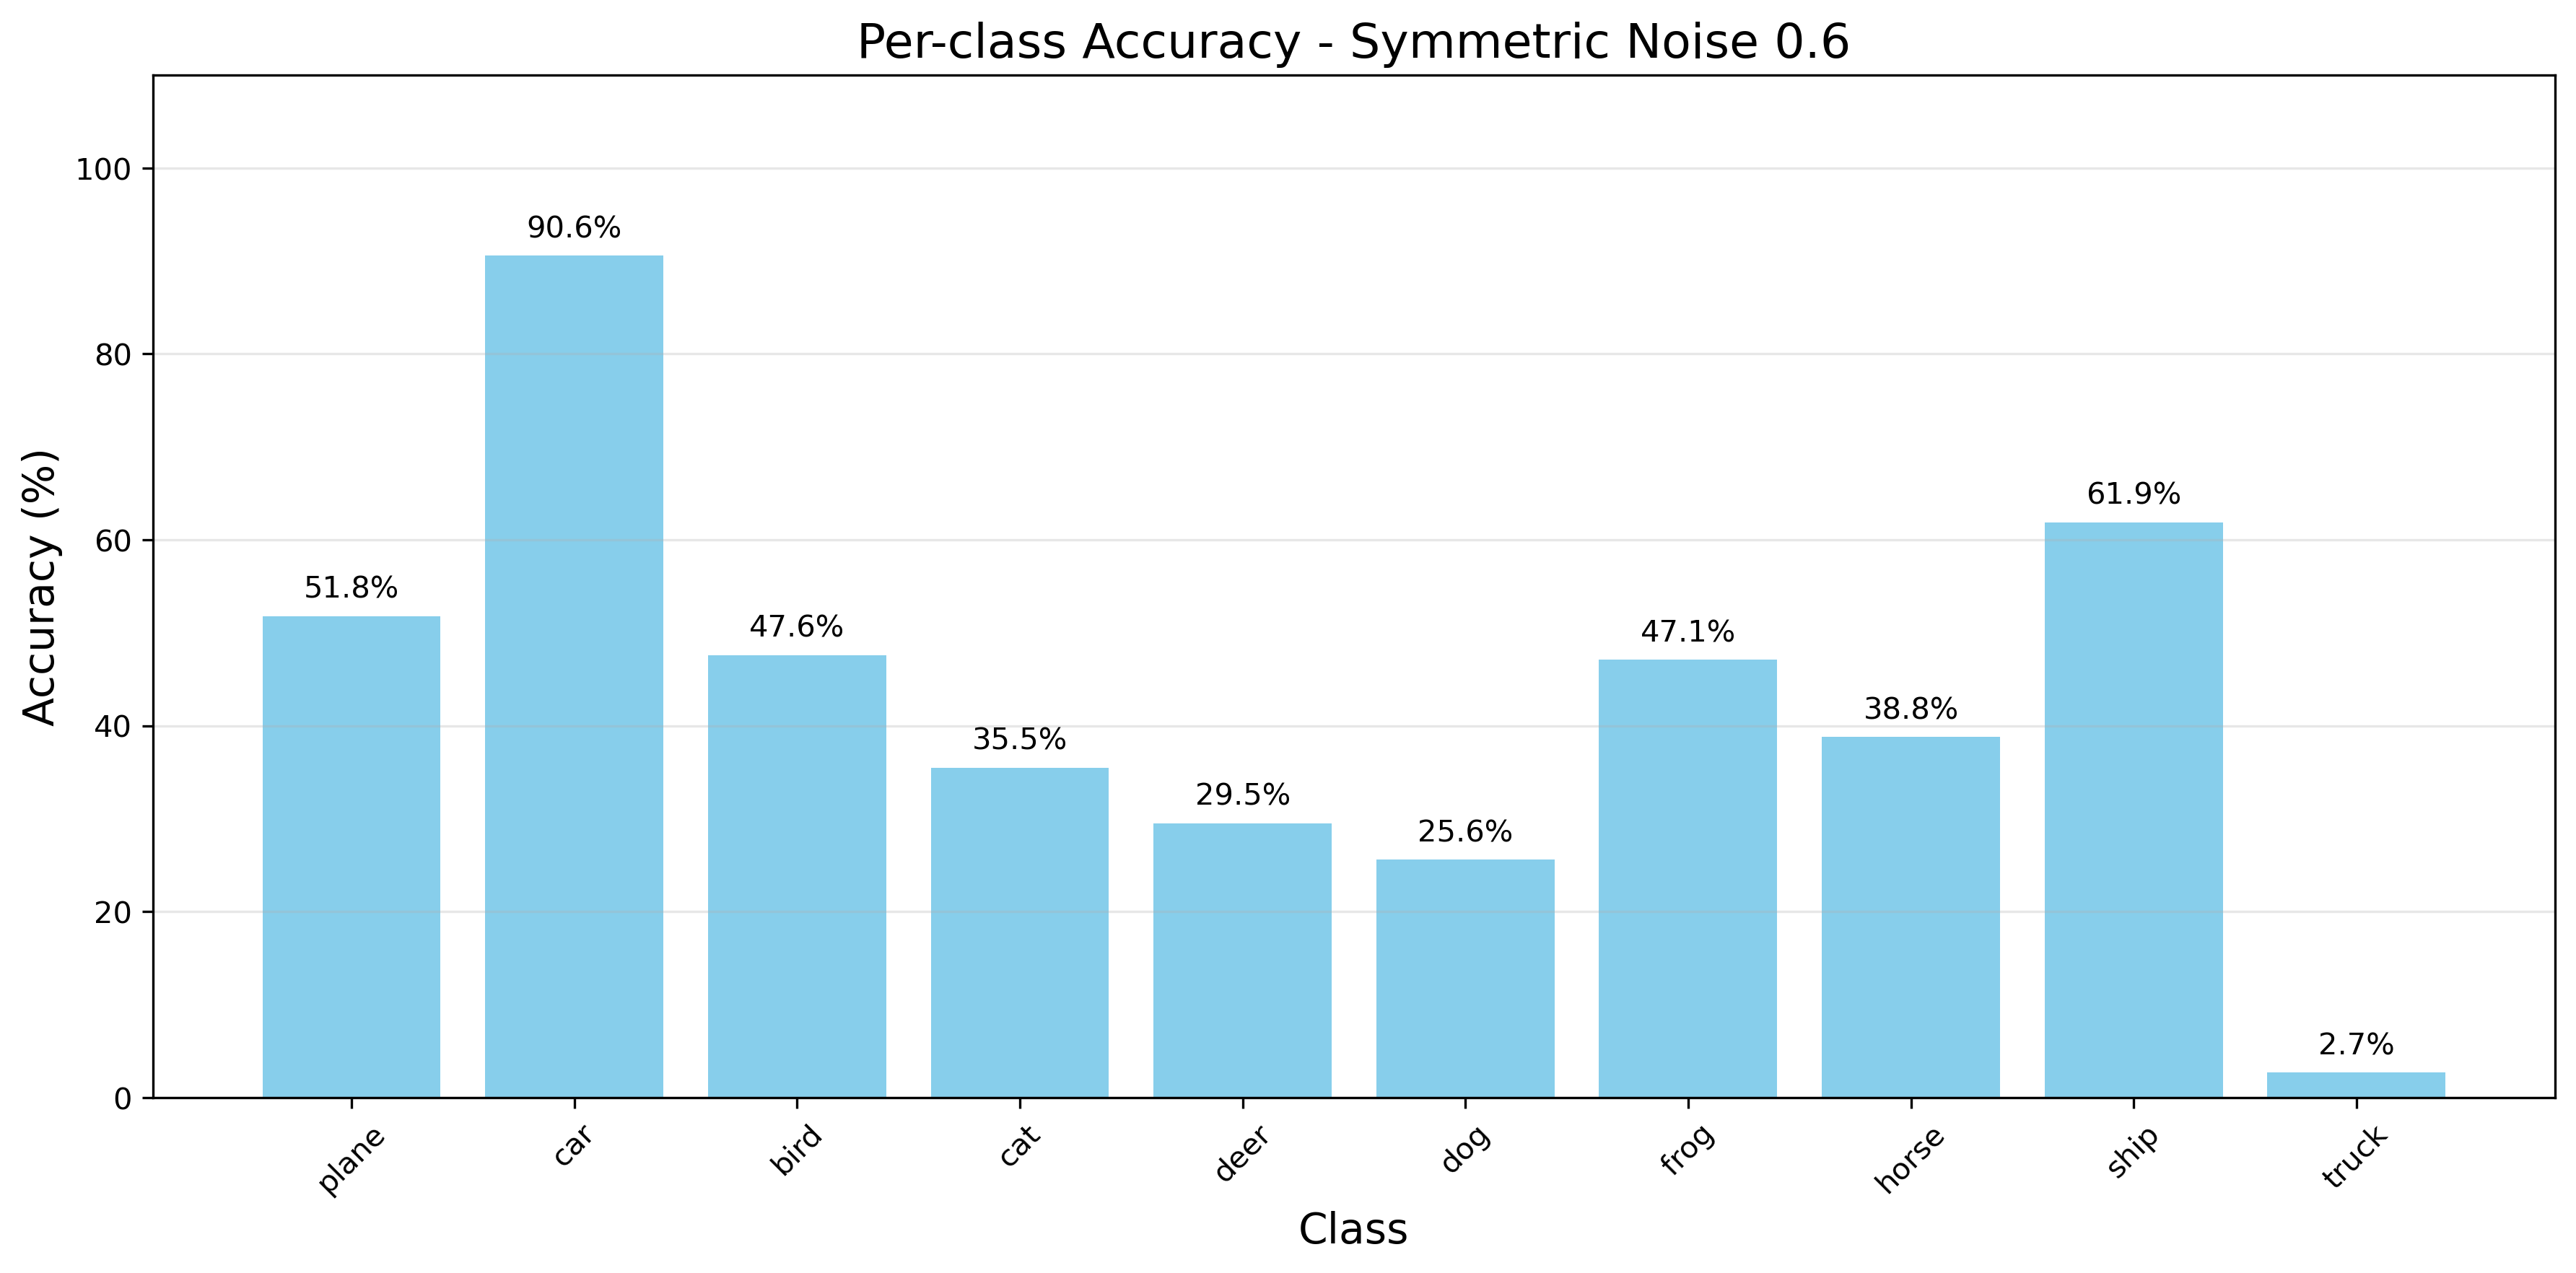 Per-class Accuracy - Symmetric Noise 0.6
Accuracy (%)
100
80
60
40
20
0
51.8%
90.6%
47.6%
35.5%
29.5%
25.6%
47.1%
38.8%
61.9%
2.7%
plane
car
bird
cat
deer
dog
frog
horse
ship
truck
Class